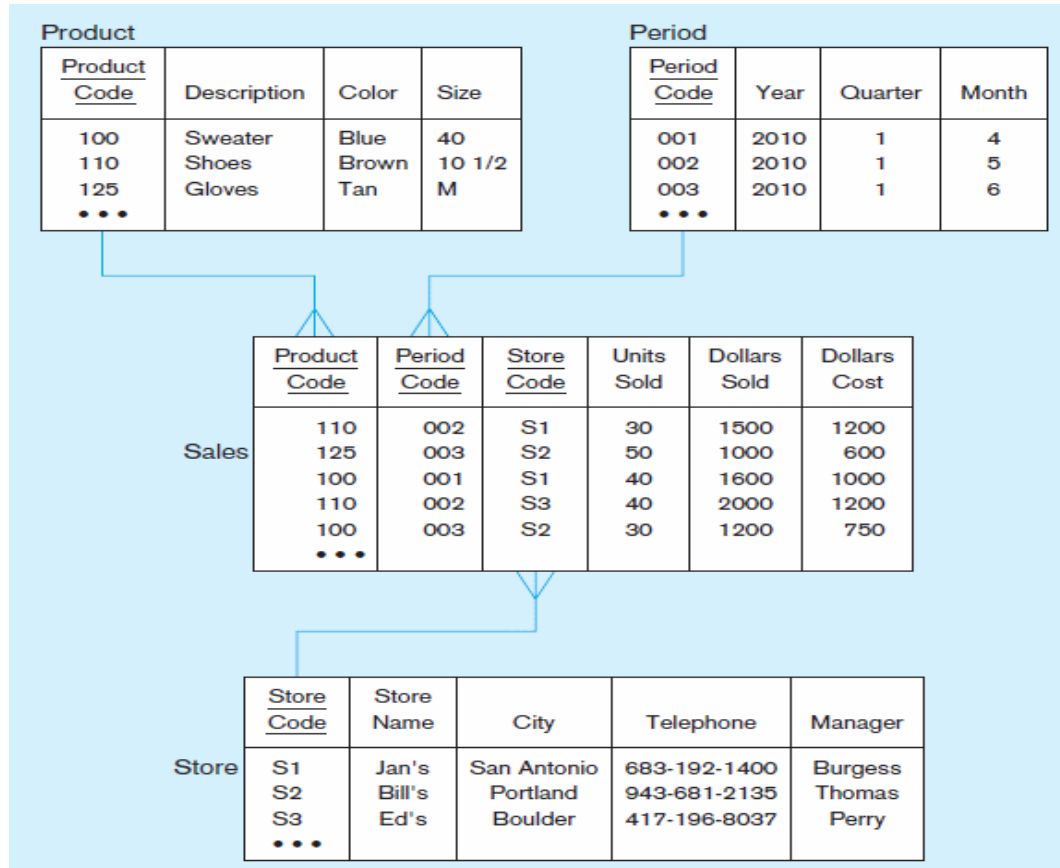 Product
Product Code Description Color Size
100 Sweater Blue 40
110 Shoes Brown 10 1/2
125 Gloves Tan M
• • •
Period
Period Code Year Quarter Month
001 2010 1 4
002 2010 1 5
003 2010 1 6
• • •
Sales
Product Code Period Code Store Code Units Sold Dollars Sold Dollars Cost
110 002 S1 30 1500 1200
125 003 S2 50 1000 600
100 001 S1 40 1600 1000
110 002 S3 40 2000 1200
100 003 S2 30 1200 750
• • •
Store
Store Code Store Name City Telephone Manager
S1 Jan's San Antonio 683-192-1400 Burgess
S2 Bill's Portland 943-681-2135 Thomas
S3 Ed's Boulder 417-196-8037 Perry
• • •